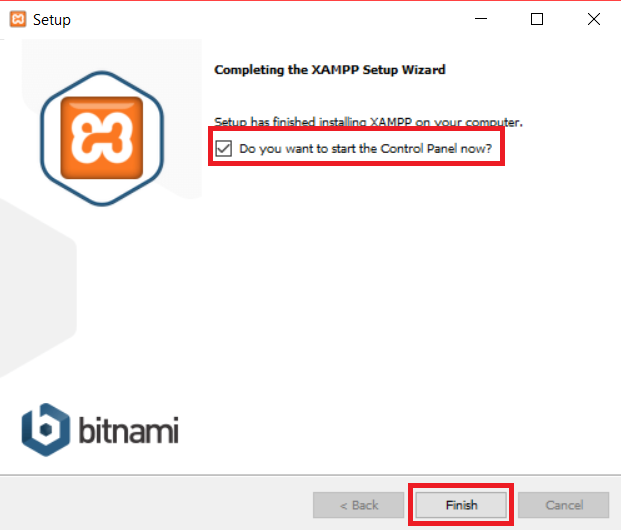 Setup
Completing the XAMPP Setup Wizard
Setup has finished installing XAMPP on your computer.
Do you want to start the Control Panel now?
bitnami
< Back
Finish
Cancel